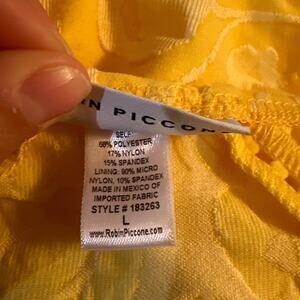 IN PICCONE
SELF:
68% POLYESTER
17% NYLON
15% SPANDEX
LINING: 90% MICRO
NYLON, 10% SPANDEX
MADE IN MEXICO OF
IMPORTED FABRIC
STYLE # 183263
L
www.RobinPiccone.com